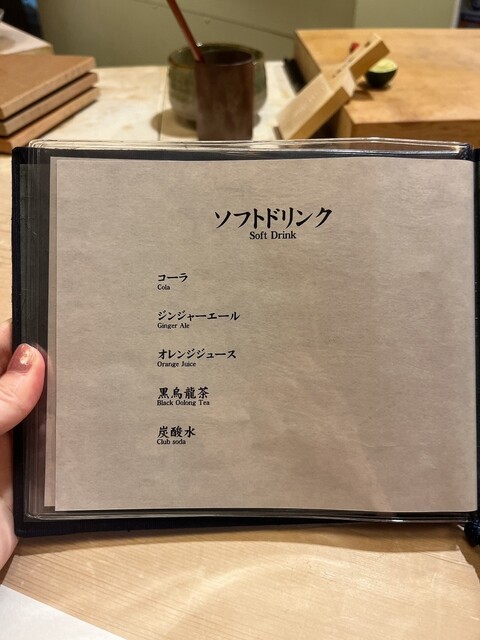 ソフトドリンク
Soft Drink
コーラ
Cola
ジンジャーエール
Ginger Ale
オレンジジュース
Orange Juice
黒烏龍茶
Black Oolong Tea
炭酸水
Club soda